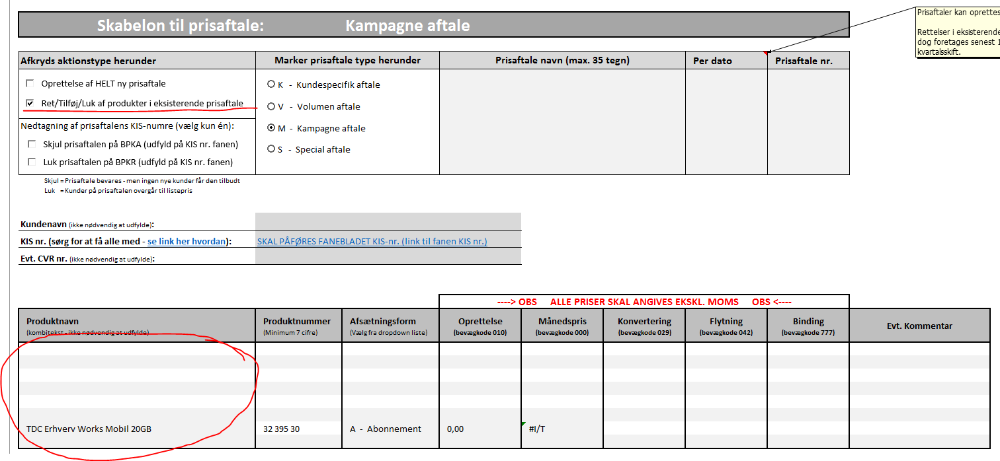 Prisaftaler kan oprettes
Rettelser i eksisterende
dog foretages senest 1
kvartalsskift.
Skabelon til prisaftale: Kampagne aftale
Afkryds aktionstype herunder
Oprettelse af HELT ny prisaftale
Ret/Tilføj/Luk af produkter i eksisterende prisaftale
Nedtagning af prisaftalens KIS-numre (vælg kun én):
Skjul prisaftalen på BPKA (udfyld på KIS nr. fanen)
Luk prisaftalen på BPKR (udfyld på KIS nr. fanen)
Skjul = Prisaftale bevares - men ingen nye kunder får den tilbudt
Luk = Kunder på prisaftalen overgår til listepris
Marker prisaftale type herunder
K - Kundespecifik aftale
V - Volumen aftale
M - Kampagne aftale
S - Special aftale
Prisaftale navn (max. 35 tegn)
Per dato
Prisaftale nr.
Kundenavn (ikke nødvendig at udfylde):
KIS nr. (sørg for at få alle med - se link her hvordan): SKAL PÅFØRES FANEBLADET KIS-nr. (link til fanen KIS nr.)
Evt. CVR nr. (ikke nødvendig at udfylde):
----> OBS ALLE PRISER SKAL ANGIVES EKSKL. MOMS OBS <----
Produktnavn
(kombitekst - ikke nødvendig at udfylde)
Produktnummer
(Minimum 7 cifre)
Afsætningsform
(Vælg fra dropdown liste)
Oprettelse
(bevægkode 010)
Månedspris
(bevægkode 000)
Konvertering
(bevægkode 029)
Flytning
(bevægkode 042)
Binding
(bevægkode 777)
Evt. Kommentar
TDC Erhverv Works Mobil 20GB 32 395 30 A - Abonnement 0,00 #I/T